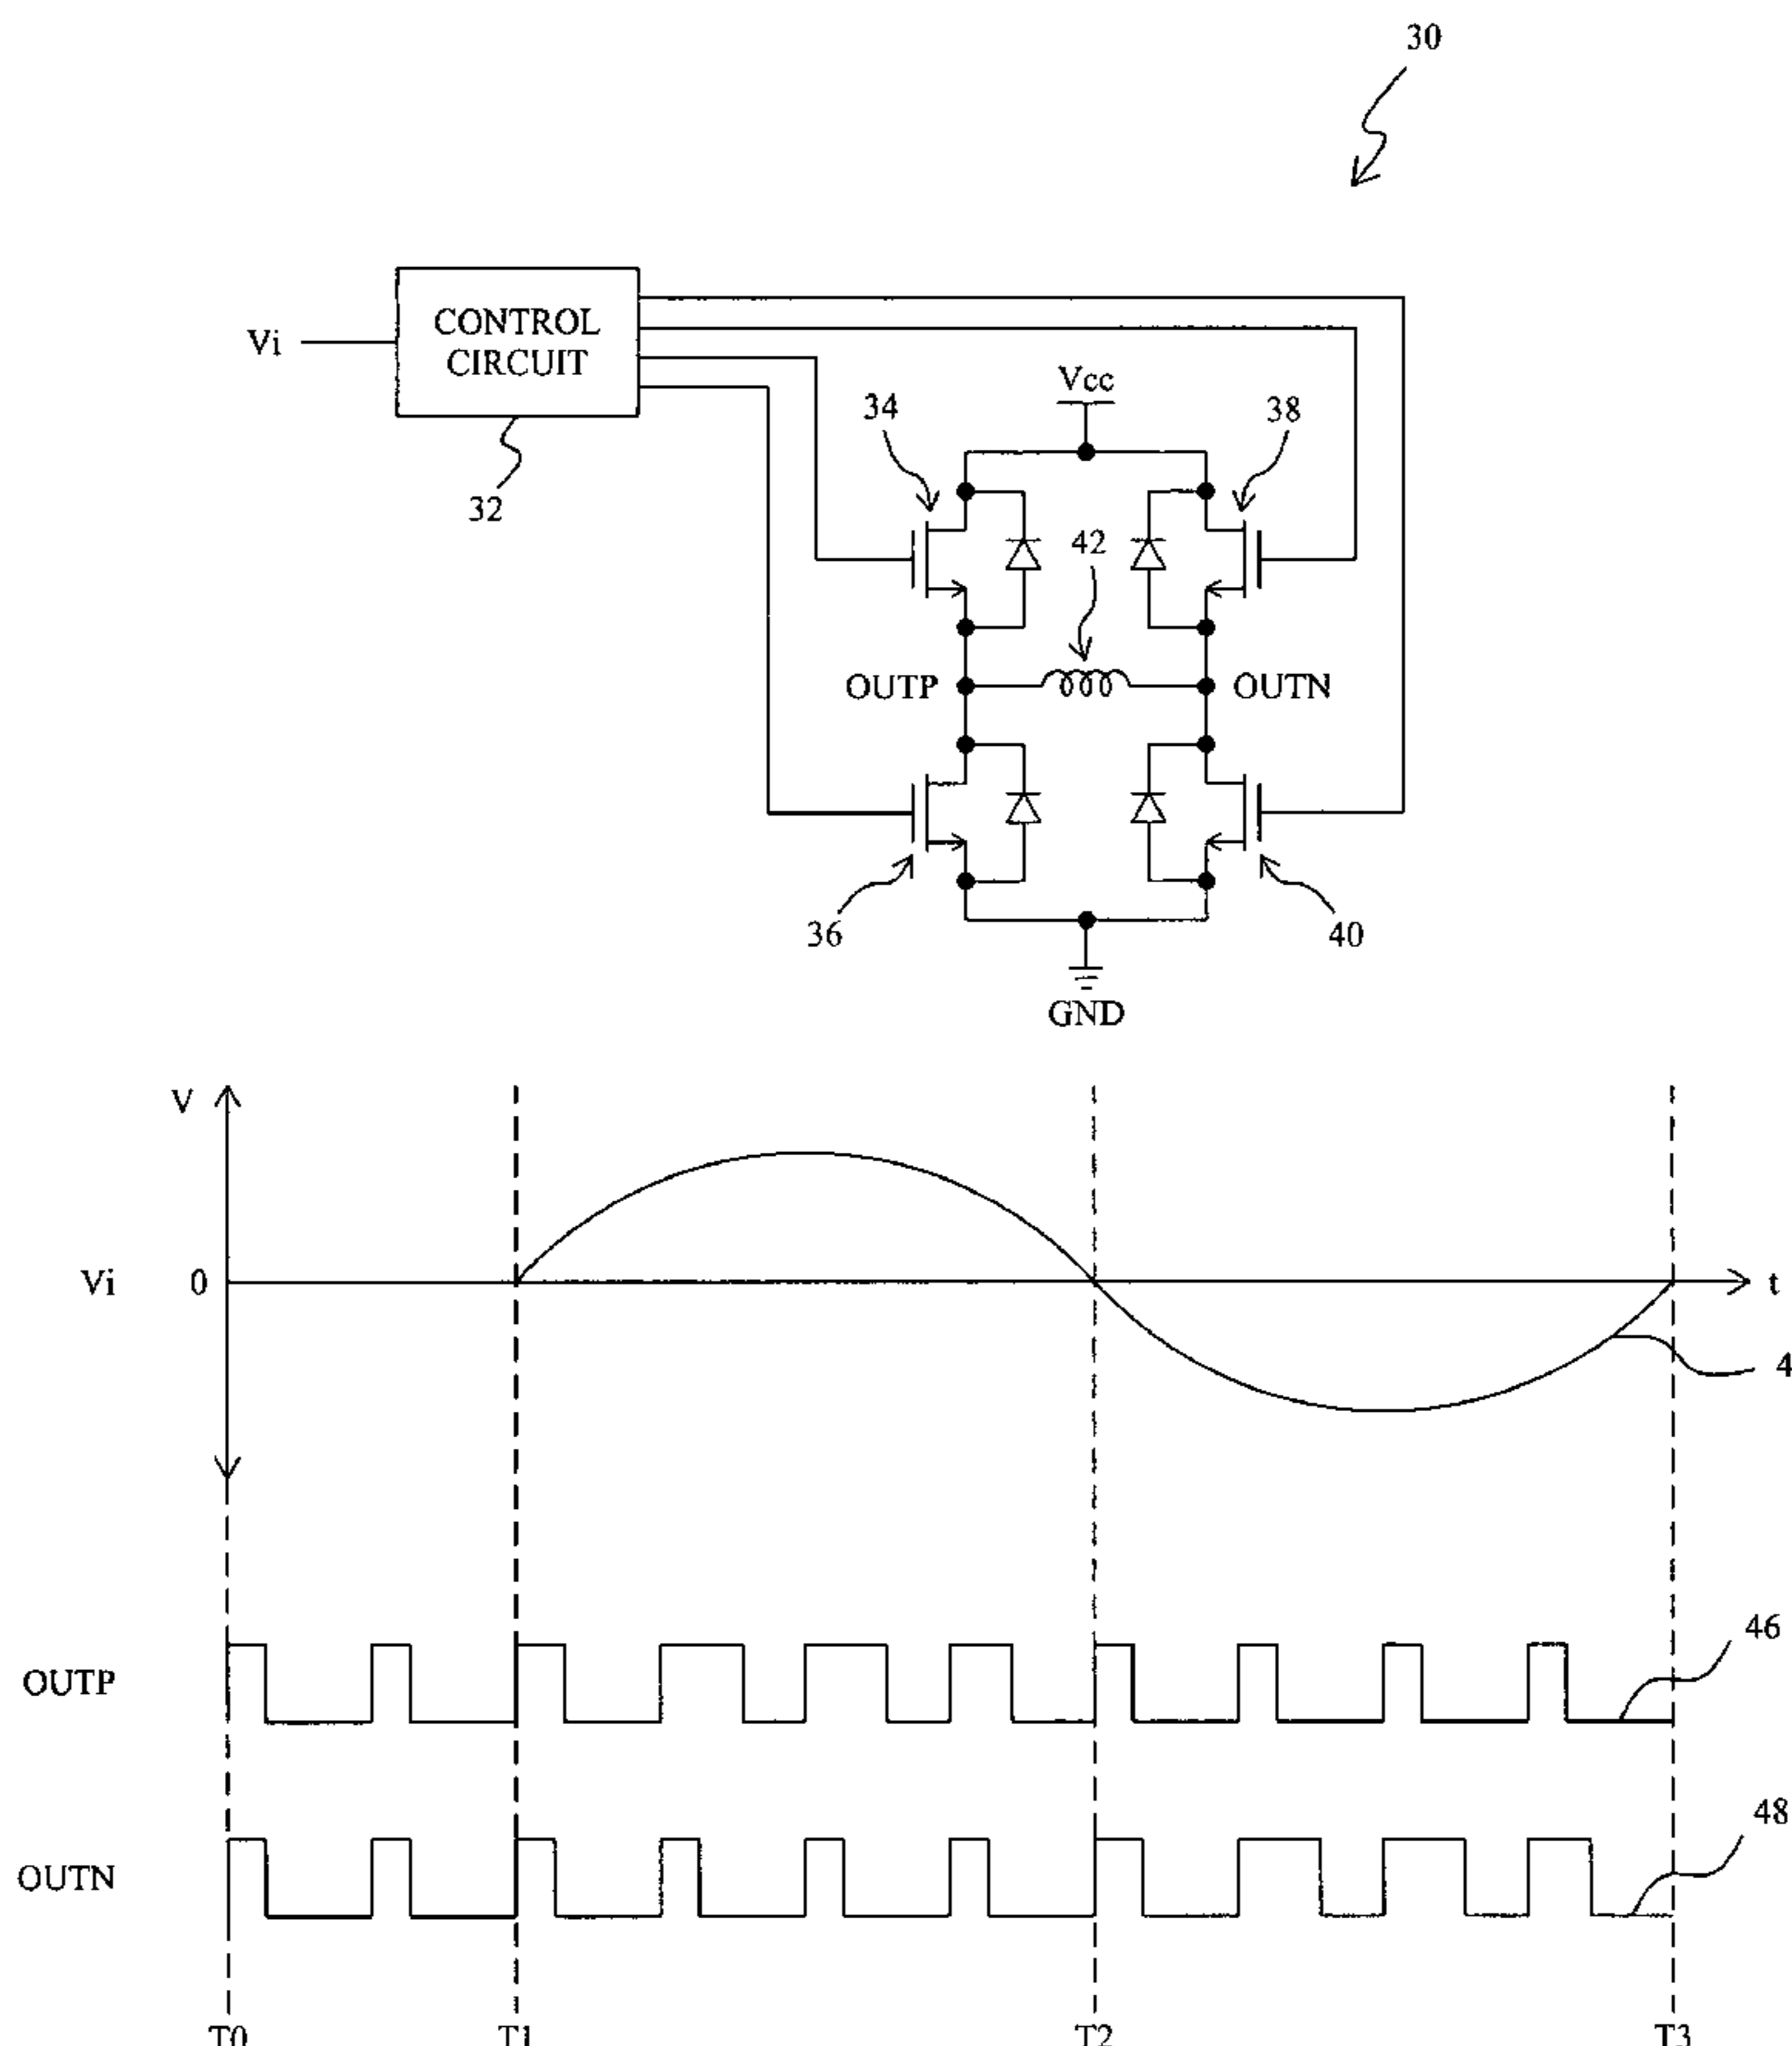 30
CONTROL
CIRCUIT
Vi
32
Vcc
34
38
42
OUTP
OUTN
36
40
GND
V
Vi
0
t
4
46
OUTP
48
OUTN
T0
T1
T2
T3